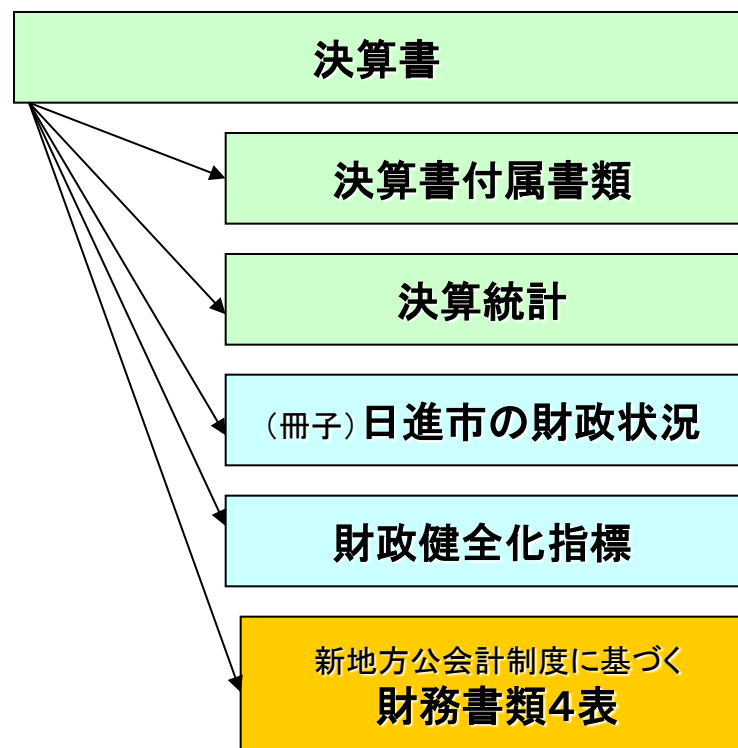 決算書
決算書付属書類
決算統計
（冊子）日進市の財政状況
財政健全化指標
新地方公会計制度に基づく
財務書類４表